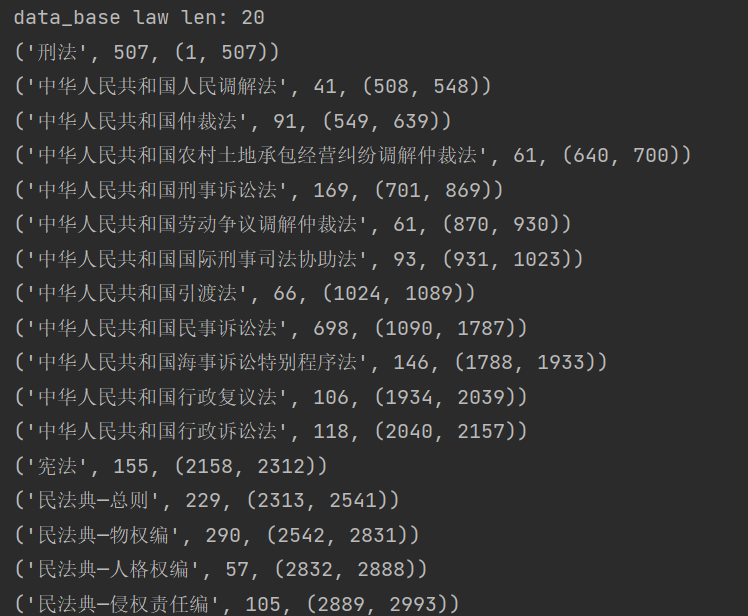 data_base law len: 20
('刑法', 507, (1, 507))
('中华人民共和国人民调解法', 41, (508, 548))
('中华人民共和国仲裁法', 91, (549, 639))
('中华人民共和国农村土地承包经营纠纷调解仲裁法', 61, (640, 700))
('中华人民共和国刑事诉讼法', 169, (701, 869))
('中华人民共和国劳动争议调解仲裁法', 61, (870, 930))
('中华人民共和国国际刑事司法协助法', 93, (931, 1023))
('中华人民共和国引渡法', 66, (1024, 1089))
('中华人民共和国民事诉讼法', 698, (1090, 1787))
('中华人民共和国海事诉讼特别程序法', 146, (1788, 1933))
('中华人民共和国行政复议法', 106, (1934, 2039))
('中华人民共和国行政诉讼法', 118, (2040, 2157))
('宪法', 155, (2158, 2312))
('民法典—总则', 229, (2313, 2541))
('民法典—物权编', 290, (2542, 2831))
('民法典—人格权编', 57, (2832, 2888))
('民法典—侵权责任编', 105, (2889, 2993))